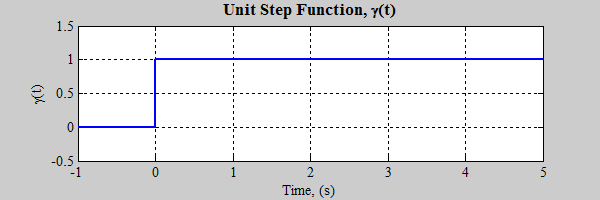 Unit Step Function, γ(t)
1.5
1
0.5
0
-0.5
γ(t)
-1 0 1 2 3 4 5
Time, (s)